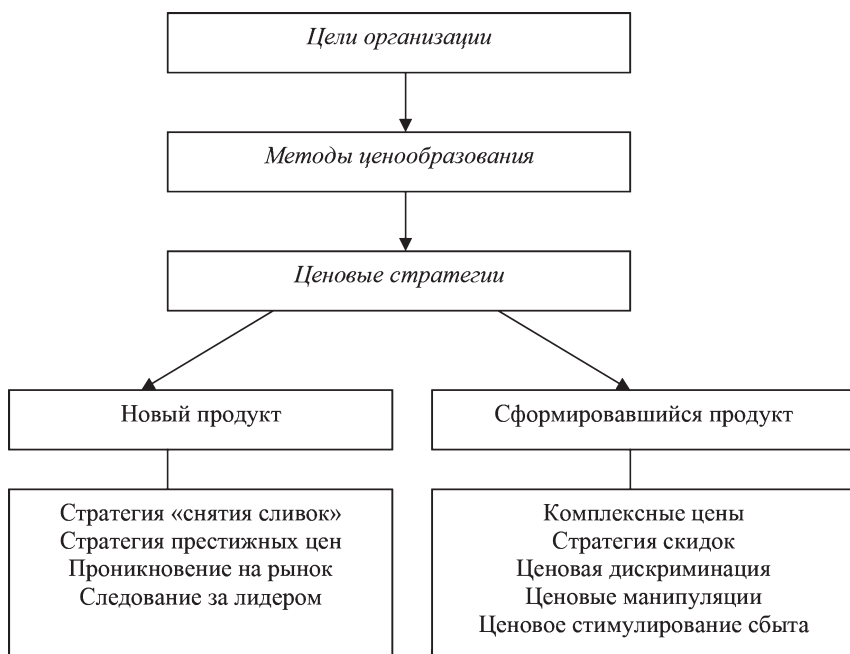 Цели организации
Методы ценообразования
Ценовые стратегии
Новый продукт
Сформировавшийся продукт
Стратегия «снятия сливок»
Стратегия престижных цен
Проникновение на рынок
Следование за лидером
Комплексные цены
Стратегия скидок
Ценовая дискриминация
Ценовые манипуляции
Ценовое стимулирование сбыта